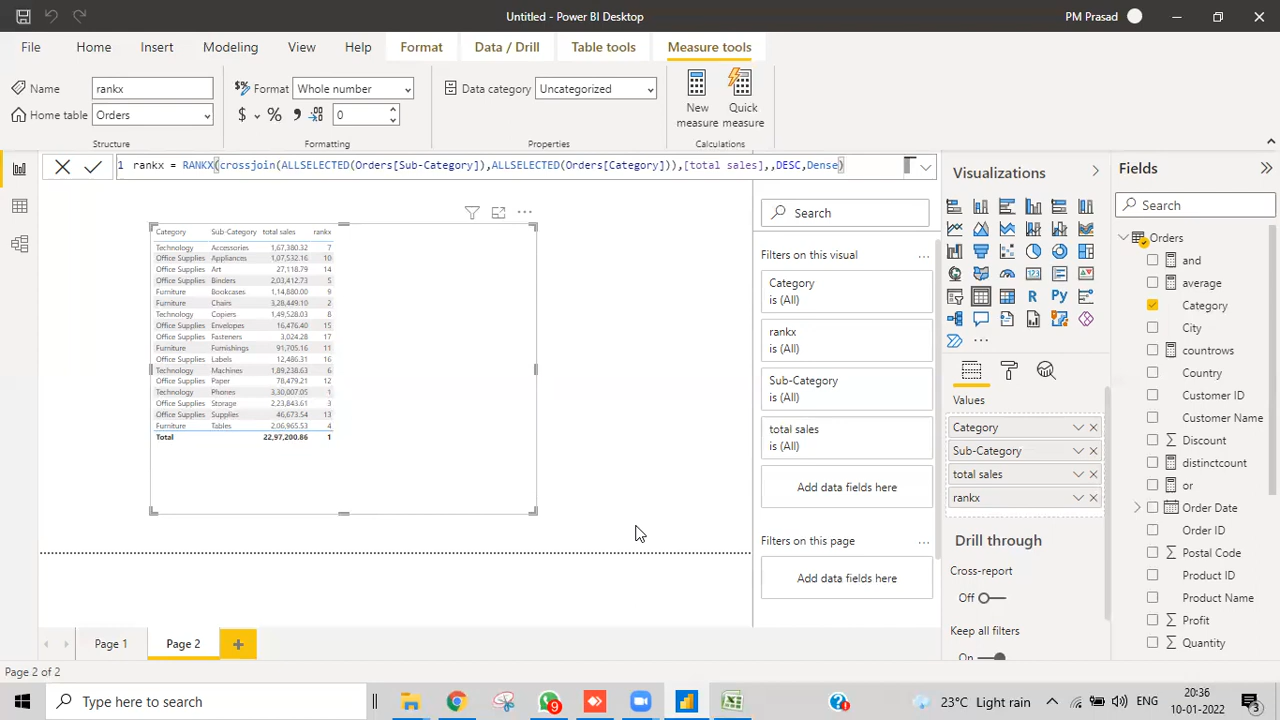 Untitled - Power BI Desktop
PM Prasad
File Home Insert Modeling View Help Format Data / Drill Table tools Measure tools
Name rankx
Home table Orders
Structure
Format Whole number
$ % 0
Formatting
Data category Uncategorized
Properties
New measure
Quick measure
Calculations
1 rankx = RANKX(crossjoin(ALLSELECTED(Orders[Sub-Category]),ALLSELECTED(Orders[Category])),[total sales],,DESC,Dense)
Category Sub-Category total sales rankx
Technology Accessories 1,67,380.32 7
Office Supplies Appliances 1,07,532.16 10
Office Supplies Art 27,118.79 14
Office Supplies Binders 2,03,412.73 5
Furniture Bookcases 1,14,880.00 9
Furniture Chairs 3,28,449.10 2
Technology Copiers 1,49,528.03 8
Office Supplies Envelopes 16,476.40 15
Office Supplies Fasteners 3,024.28 17
Furniture Furnishings 91,705.16 11
Office Supplies Labels 12,486.31 16
Technology Machines 1,89,238.63 6
Office Supplies Paper 78,479.21 12
Technology Phones 3,30,007.05 1
Office Supplies Storage 2,23,843.61 3
Office Supplies Supplies 46,673.54 13
Furniture Tables 2,06,965.53 4
Total 22,97,200.86 1
Search
Filters on this visual
Category
is (All)
rankx
is (All)
Sub-Category
is (All)
total sales
is (All)
Add data fields here
Filters on this page
Add data fields here
Visualizations
R Py
Values
Category
Sub-Category
total sales
rankx
Drill through
Cross-report
Off
Keep all filters
On
Fields
Search
Orders
and
average
Category
City
countrows
Country
Customer ID
Customer Name
Discount
distinctcount
or
Order Date
Order ID
Postal Code
Product ID
Product Name
Profit
Quantity
Page 1 Page 2 +
Page 2 of 2
Type here to search
9
23°C Light rain
ENG
20:36
10-01-2022
3